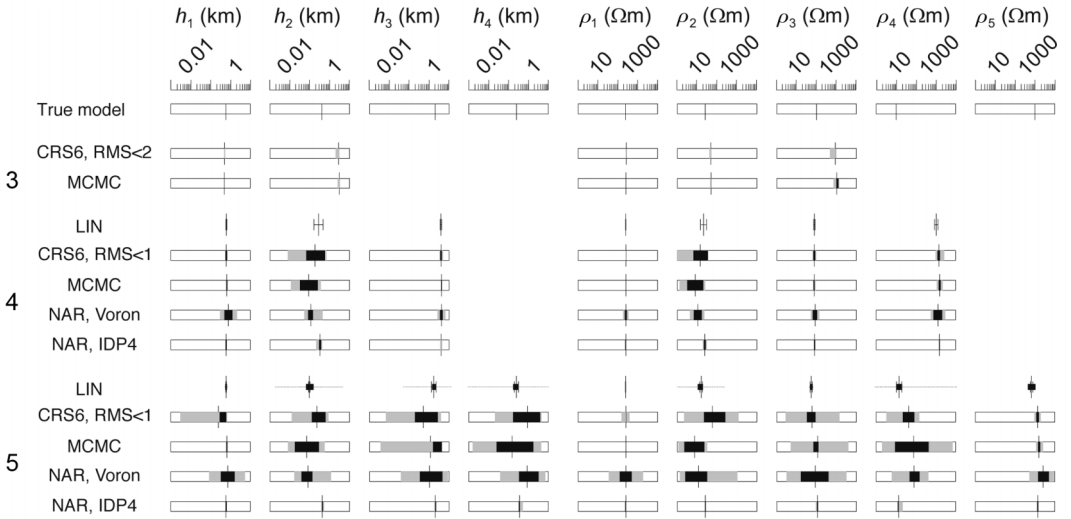 h₁ (km) h₂ (km) h₃ (km) h₄ (km) ρ₁ (Ωm) ρ₂ (Ωm) ρ₃ (Ωm) ρ₄ (Ωm) ρ₅ (Ωm)
0.01 1 0.01 1 0.01 1 0.01 1 10 1000 10 1000 10 1000 10 1000 10 1000
True model
CRS6, RMS<2
3
MCMC
LIN
CRS6, RMS<1
MCMC
4
NAR, Voron
NAR, IDP4
LIN
CRS6, RMS<1
MCMC
5
NAR, Voron
NAR, IDP4